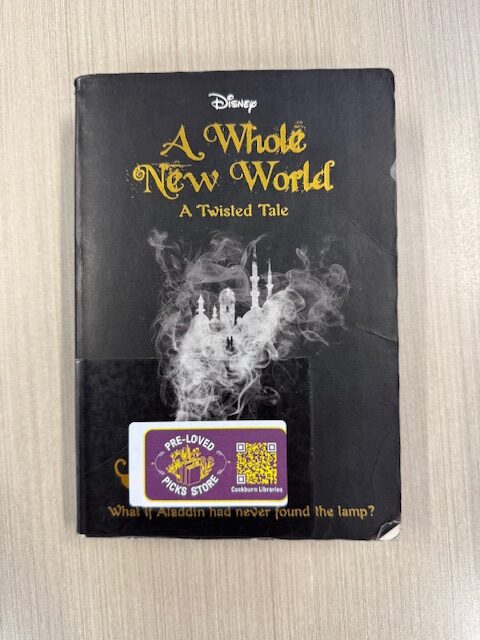 Disney
A Whole
New World
A Twisted Tale
PRE-LOVED
PICKS STORE
Cockburn Libraries
What if Aladdin had never found the lamp?